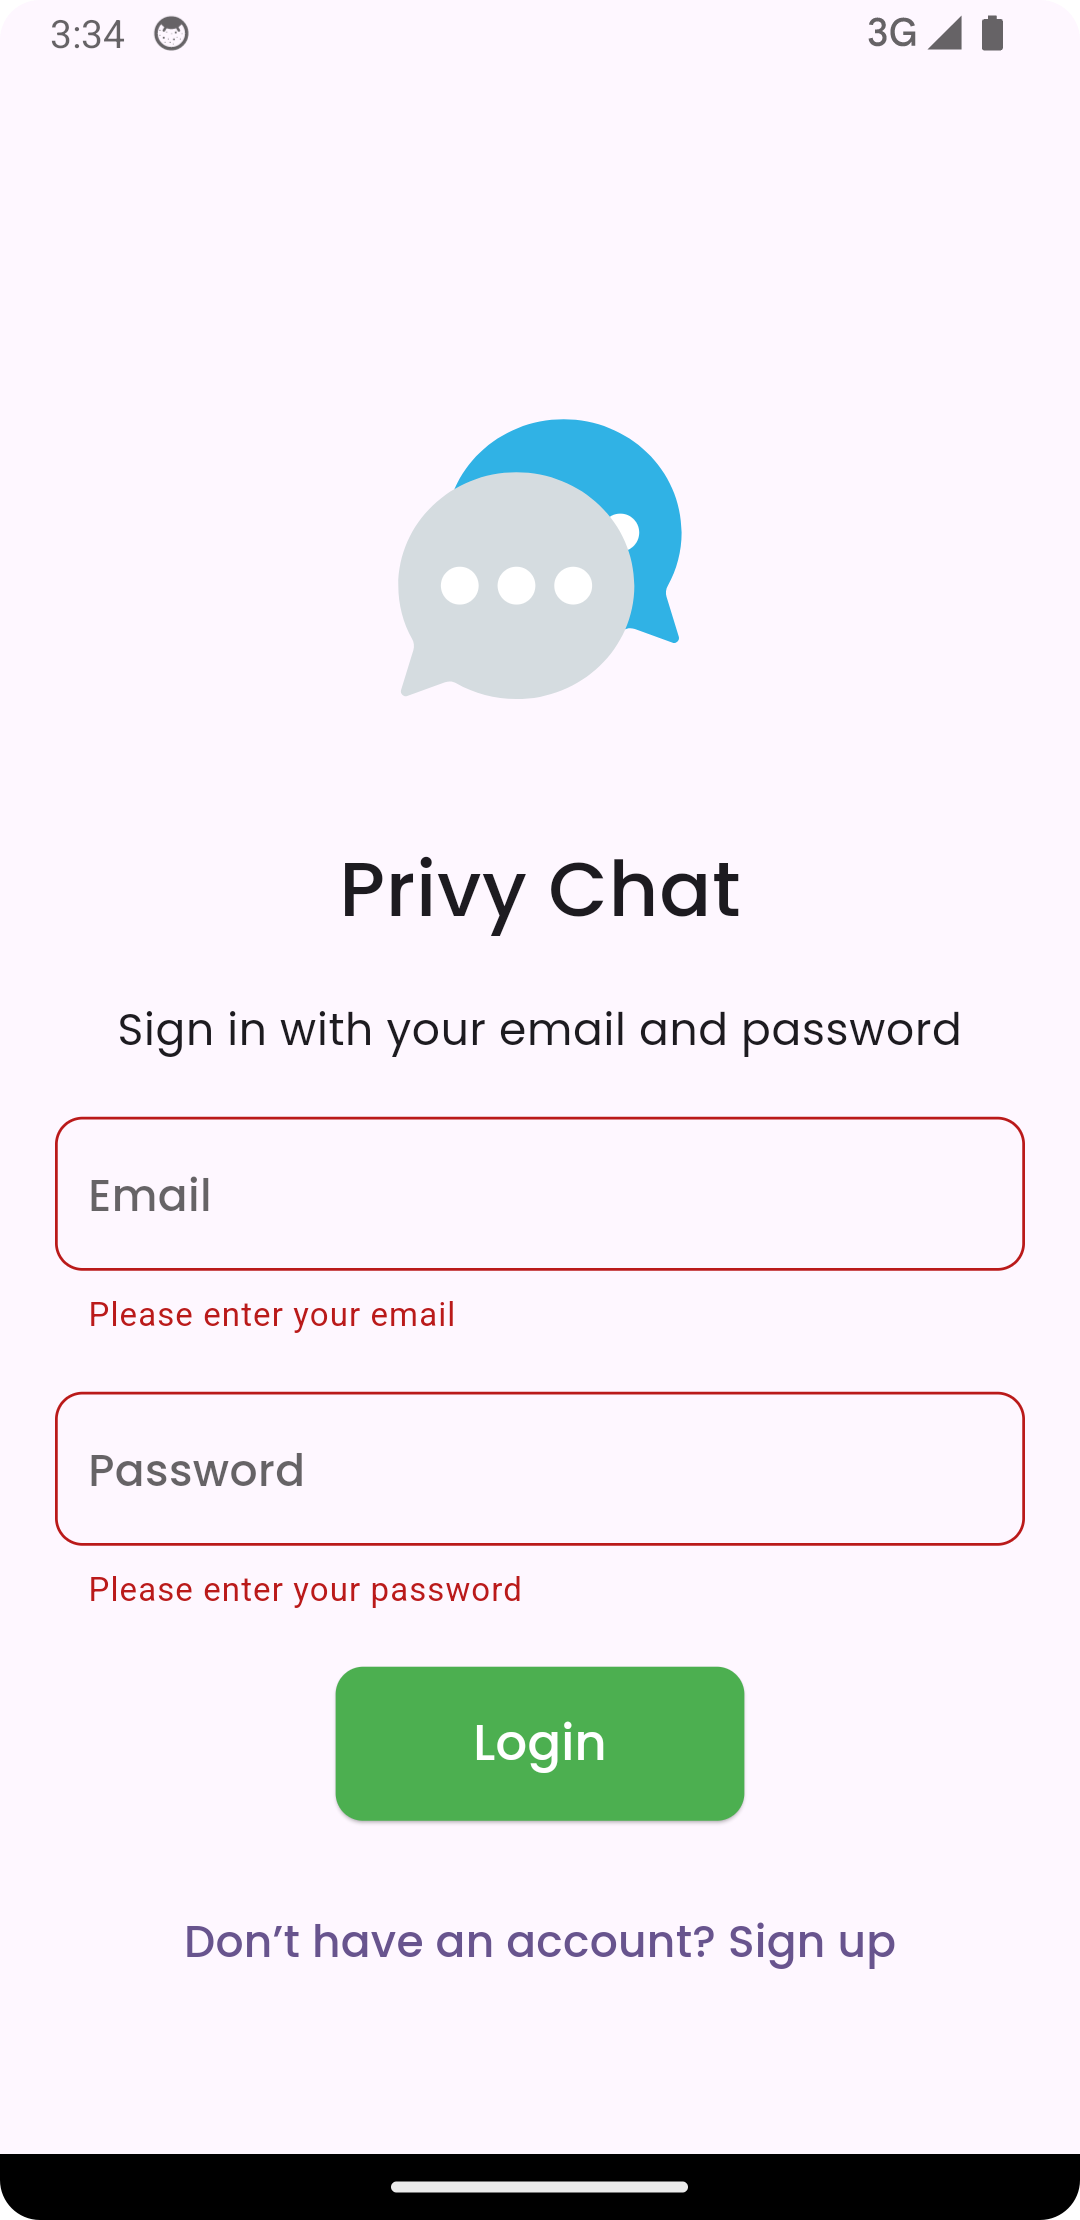 3:34
3G
Privy Chat
Sign in with your email and password
Email
Please enter your email
Password
Please enter your password
Login
Don’t have an account? Sign up